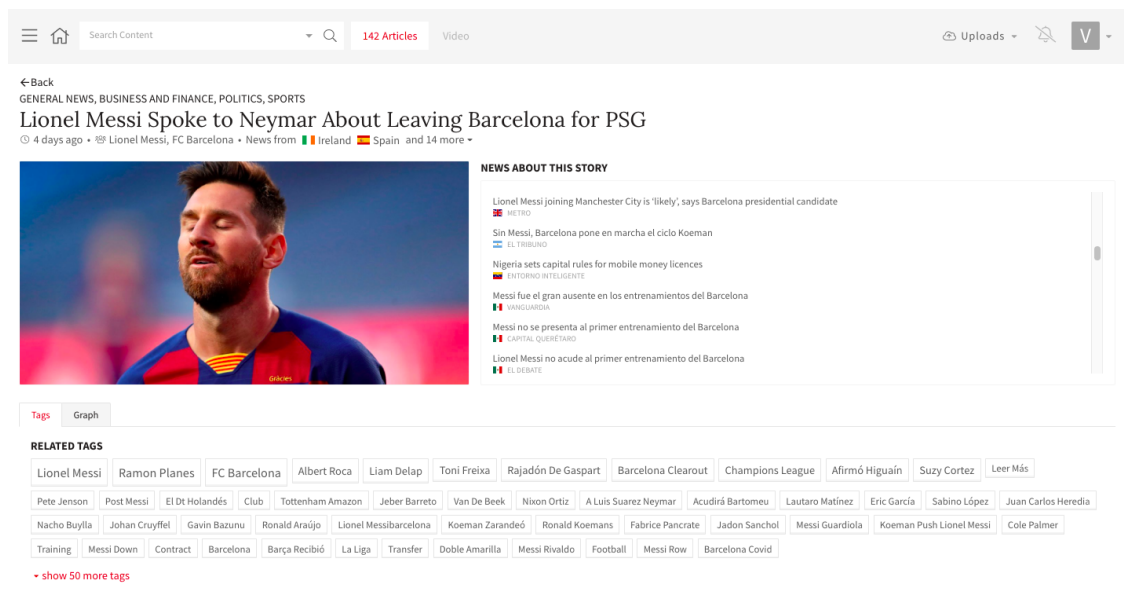 Search Content
142 Articles
Video
Uploads
V
Back
GENERAL NEWS, BUSINESS AND FINANCE, POLITICS, SPORTS
Lionel Messi Spoke to Neymar About Leaving Barcelona for PSG
4 days ago • Lionel Messi, FC Barcelona • News from Ireland Spain and 14 more
Gràcies
NEWS ABOUT THIS STORY
Lionel Messi joining Manchester City is 'likely', says Barcelona presidential candidate
METRO
Sin Messi, Barcelona pone en marcha el ciclo Koeman
EL TRIBUNO
Nigeria sets capital rules for mobile money licences
ENTORNO INTELIGENTE
Messi fue el gran ausente en los entrenamientos del Barcelona
VANGUARDIA
Messi no se presenta al primer entrenamiento del Barcelona
CAPITAL QUERÉTARO
Lionel Messi no acude al primer entrenamiento del Barcelona
EL DEBATE
Tags Graph
RELATED TAGS
Lionel Messi Ramon Planes FC Barcelona Albert Roca Liam Delap Toni Freixa Rajadón De Gaspart Barcelona Clearout Champions League Afirmó Higuaín Suzy Cortez Leer Más
Pete Jenson Post Messi El Dt Holandés Club Tottenham Amazon Jeber Barreto Van De Beek Nixon Ortiz A Luis Suarez Neymar Acudirá Bartomeu Lautaro Matínez Eric García Sabino López Juan Carlos Heredia
Nacho Buylla Johan Cruyffel Gavin Bazunu Ronald Araújo Lionel Messibarcelona Koeman Zarandeó Ronald Koemans Fabrice Pancrate Jadon Sanchol Messi Guardiola Koeman Push Lionel Messi Cole Palmer
Training Messi Down Contract Barcelona Barça Recibió La Liga Transfer Doble Amarilla Messi Rivaldo Football Messi Row Barcelona Covid
show 50 more tags